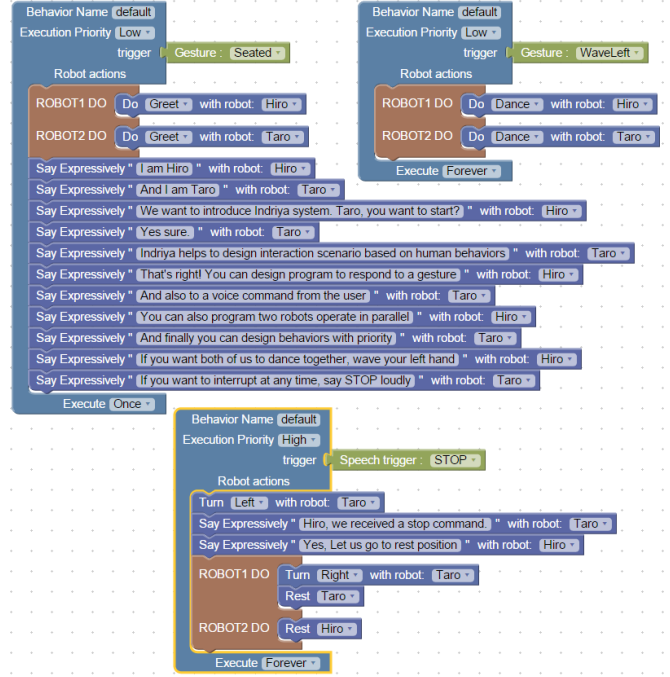 Behavior Name default
Execution Priority Low
trigger Gesture : Seated
Robot actions
ROBOT1 DO Do Greet with robot: Hiro
ROBOT2 DO Do Greet with robot: Taro
Say Expressively " I am Hiro " with robot: Hiro
Say Expressively " And I am Taro " with robot: Taro
Say Expressively " We want to introduce Indriya system. Taro, you want to start? " with robot: Hiro
Say Expressively " Yes sure. " with robot: Taro
Say Expressively " Indriya helps to design interaction scenario based on human behaviors " with robot: Taro
Say Expressively " That's right! You can design program to respond to a gesture " with robot: Hiro
Say Expressively " And also to a voice command from the user " with robot: Taro
Say Expressively " You can also program two robots operate in parallel " with robot: Hiro
Say Expressively " And finally you can design behaviors with priority " with robot: Taro
Say Expressively " If you want both of us to dance together, wave your left hand " with robot: Hiro
Say Expressively " If you want to interrupt at any time, say STOP loudly " with robot: Taro
Execute Once
Behavior Name default
Execution Priority Low
trigger Gesture : WaveLeft
Robot actions
ROBOT1 DO Do Dance with robot: Hiro
ROBOT2 DO Do Dance with robot: Taro
Execute Forever
Behavior Name default
Execution Priority High
trigger Speech trigger : STOP
Robot actions
Turn Left with robot: Taro
Say Expressively " Hiro, we received a stop command. " with robot: Taro
Say Expressively " Yes, Let us go to rest position " with robot: Hiro
ROBOT1 DO Turn Right with robot: Taro
Rest Taro
ROBOT2 DO Rest Hiro
Execute Forever